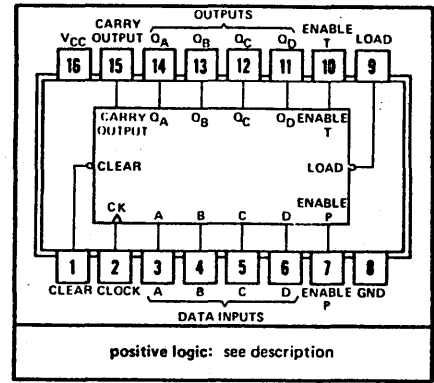 OUTPUTS
CARRY ENABLE
VCC OUTPUT QA QB QC QD T LOAD
16 15 14 13 12 11 10 9
CARRY QA QB QC QD ENABLE
OUTPUT T
CLEAR LOAD
ENABLE
CK A B C D P
1 2 3 4 5 6 7 8
CLEAR CLOCK A B C D ENABLE GND
P
DATA INPUTS
positive logic: see description